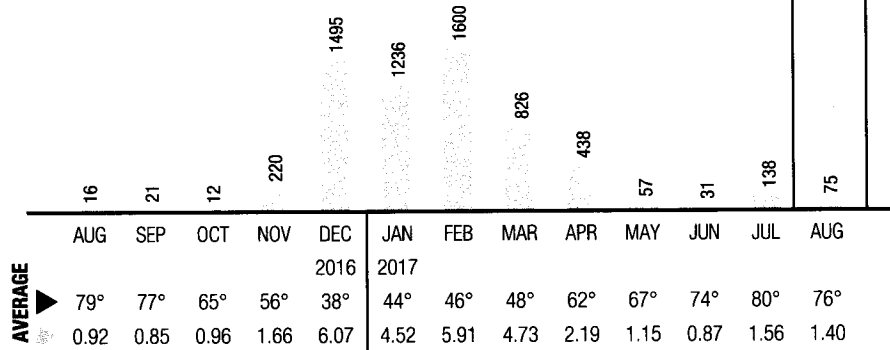 16 21 12 220 1495 1236 1600 826 438 57 31 138 75
AUG SEP OCT NOV DEC JAN FEB MAR APR MAY JUN JUL AUG
2016 2017
AVERAGE
79° 77° 65° 56° 38° 44° 46° 48° 62° 67° 74° 80° 76°
0.92 0.85 0.96 1.66 6.07 4.52 5.91 4.73 2.19 1.15 0.87 1.56 1.40